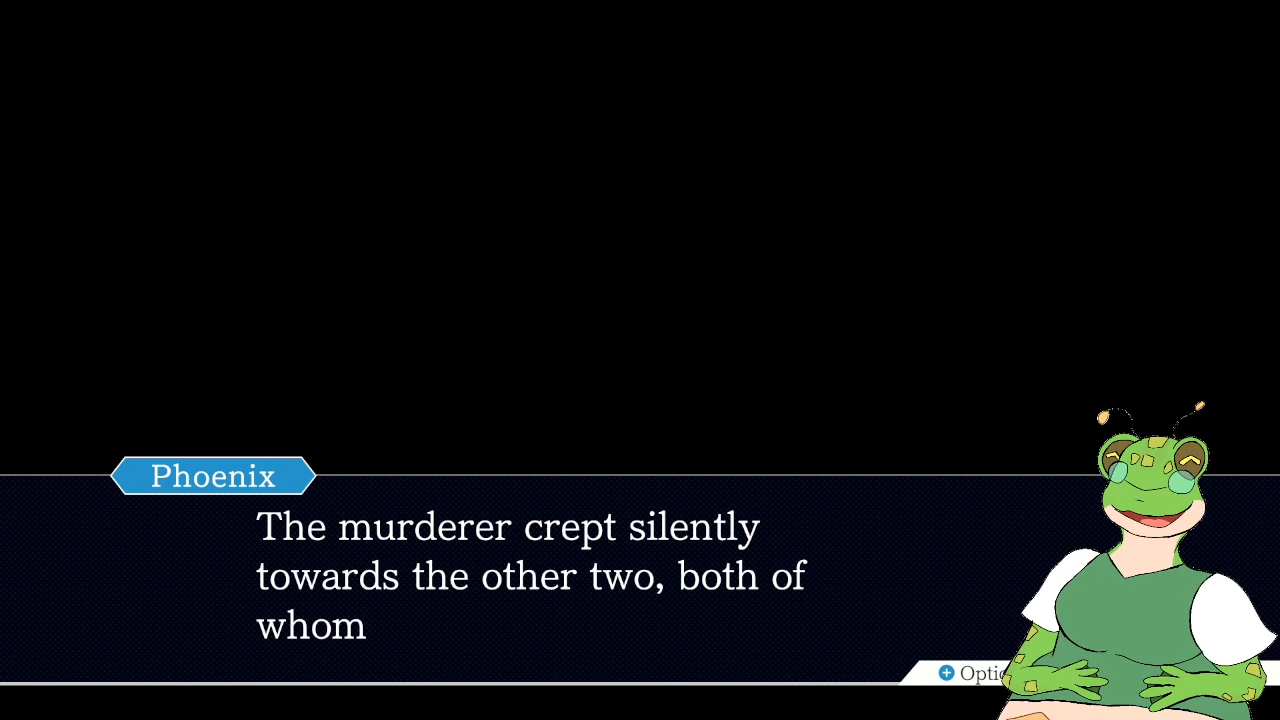 Phoenix
The murderer crept silently
towards the other two, both of
whom